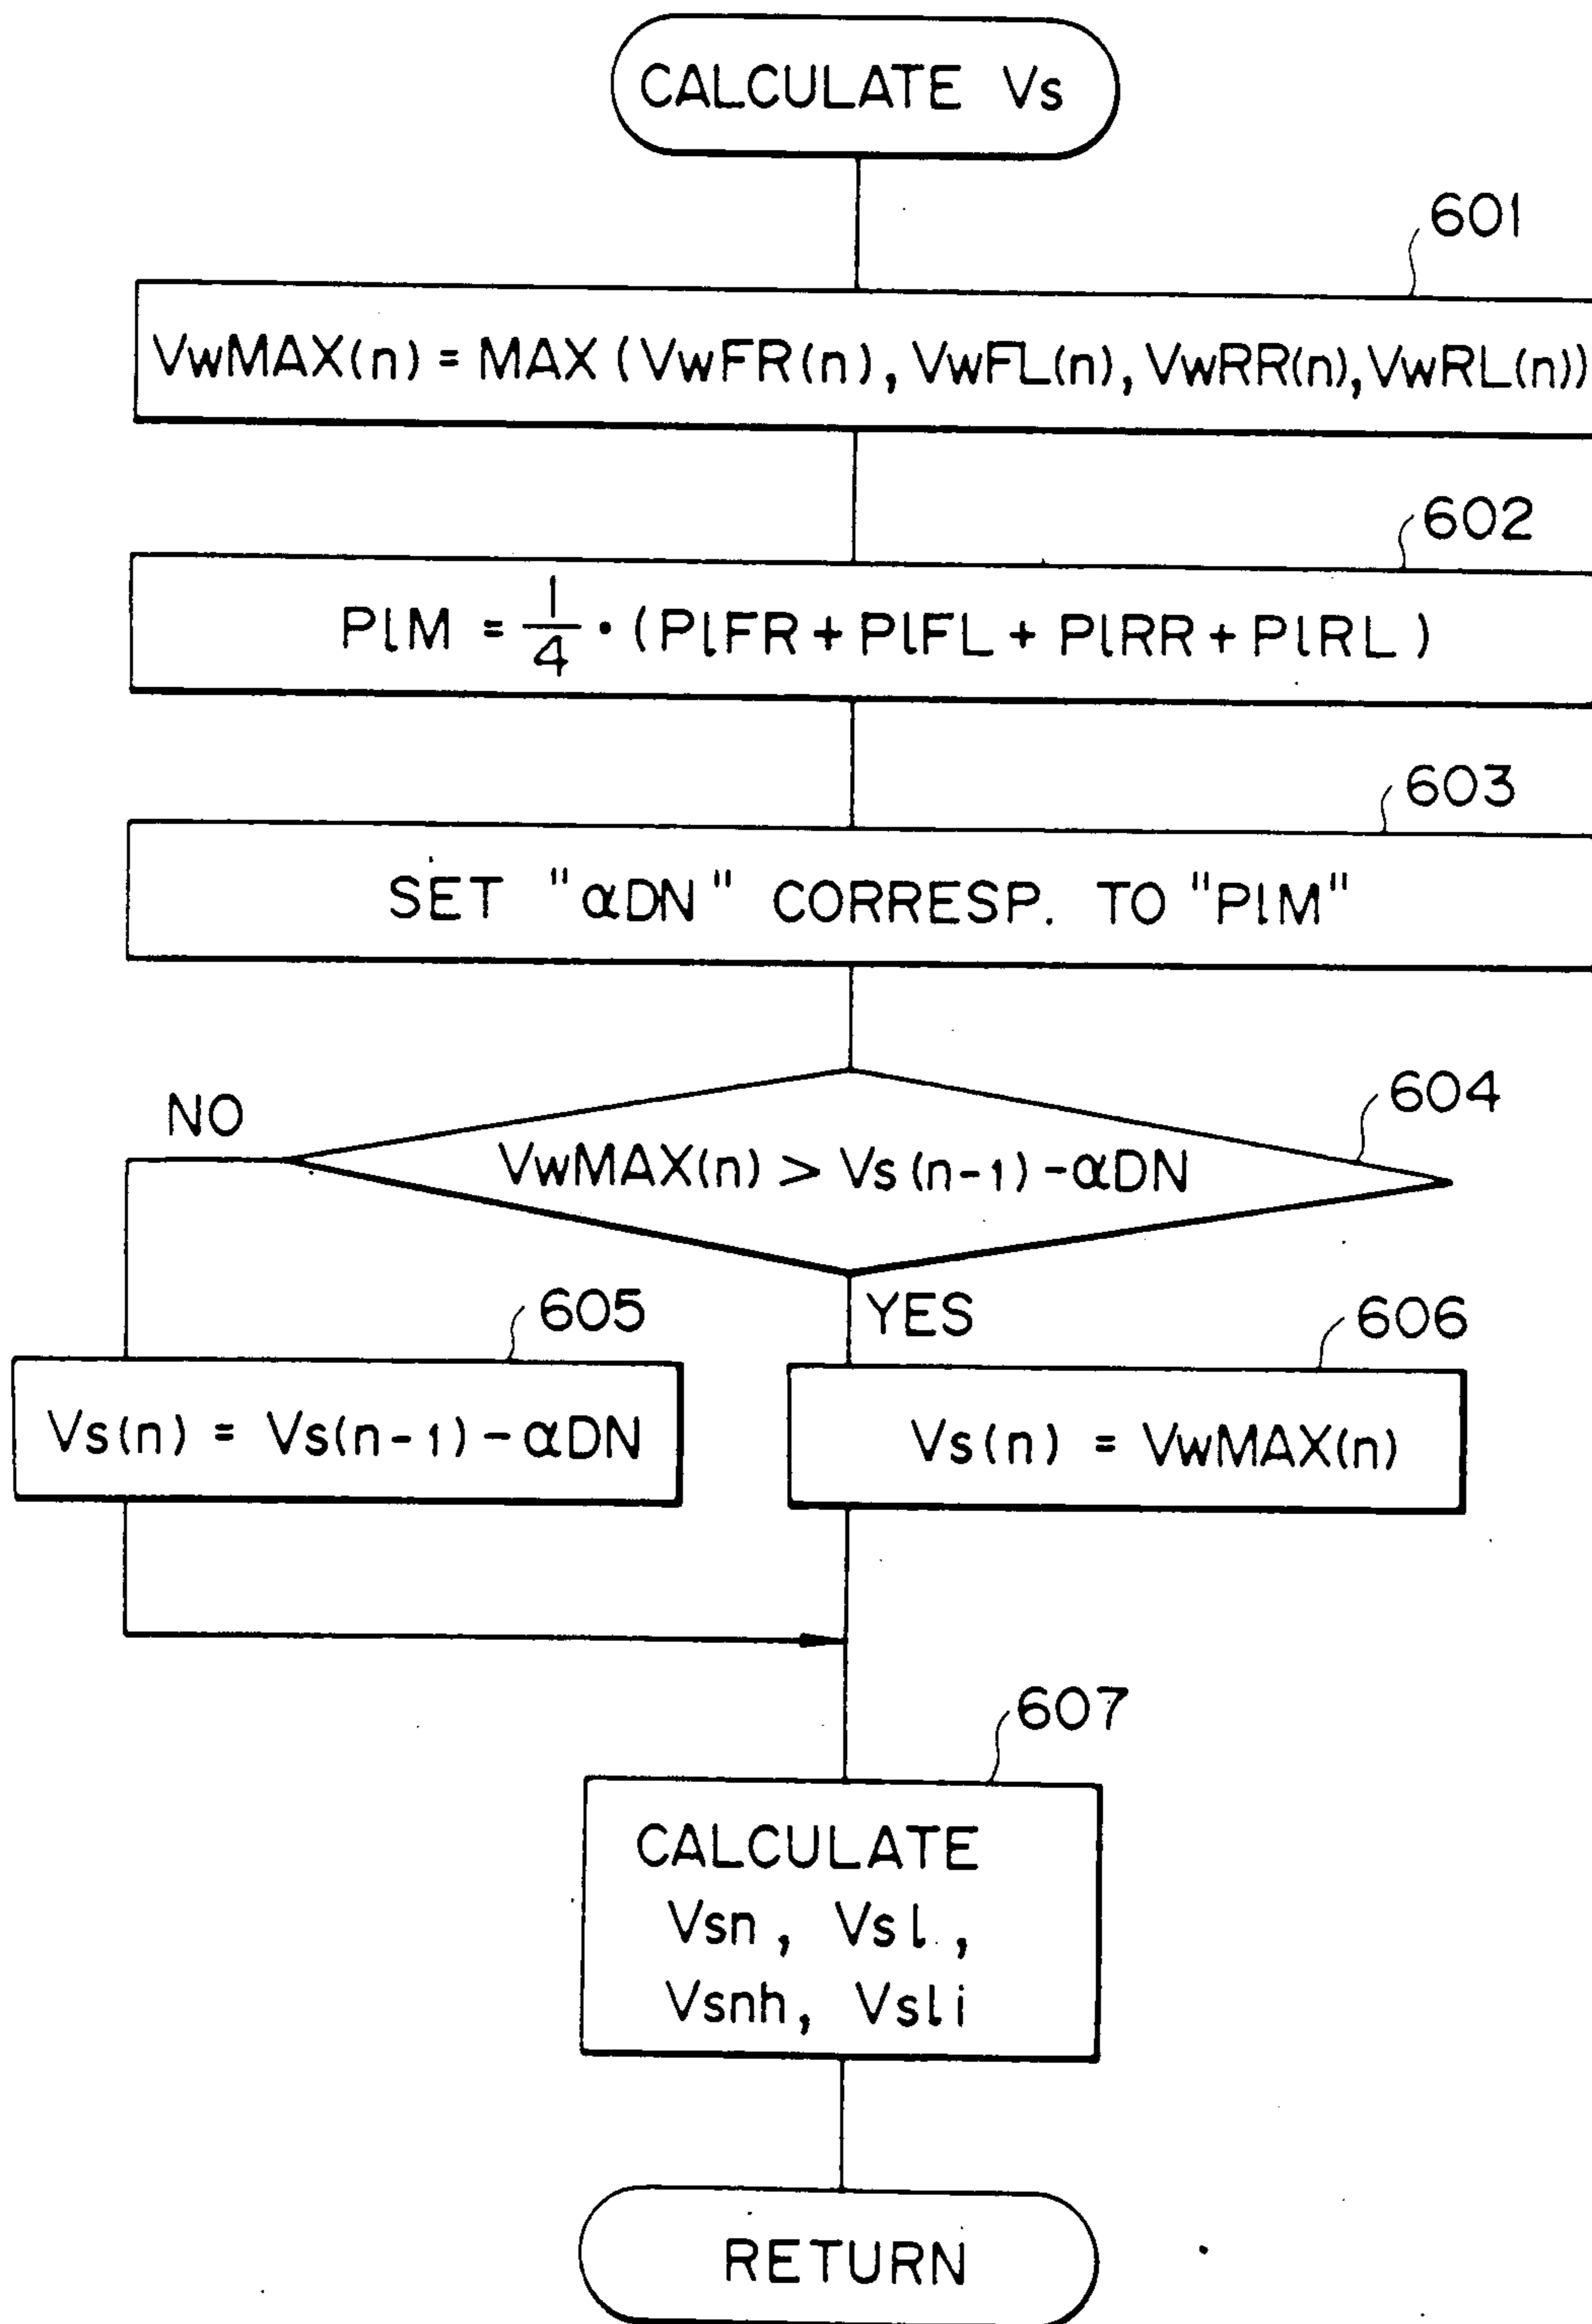 CALCULATE Vs
601
VwMAX(n) = MAX (VwFR(n), VwFL(n), VwRR(n), VwRL(n))
602
PlM = 1/4 · (PlFR + PlFL + PlRR + PlRL)
603
SET "αDN" CORRESP. TO "PlM"
604
NO
VwMAX(n) > Vs(n-1) - αDN
YES
605
606
Vs(n) = Vs(n-1) - αDN
Vs(n) = VwMAX(n)
607
CALCULATE
Vsn, Vsl,
Vsnh, Vsli
RETURN